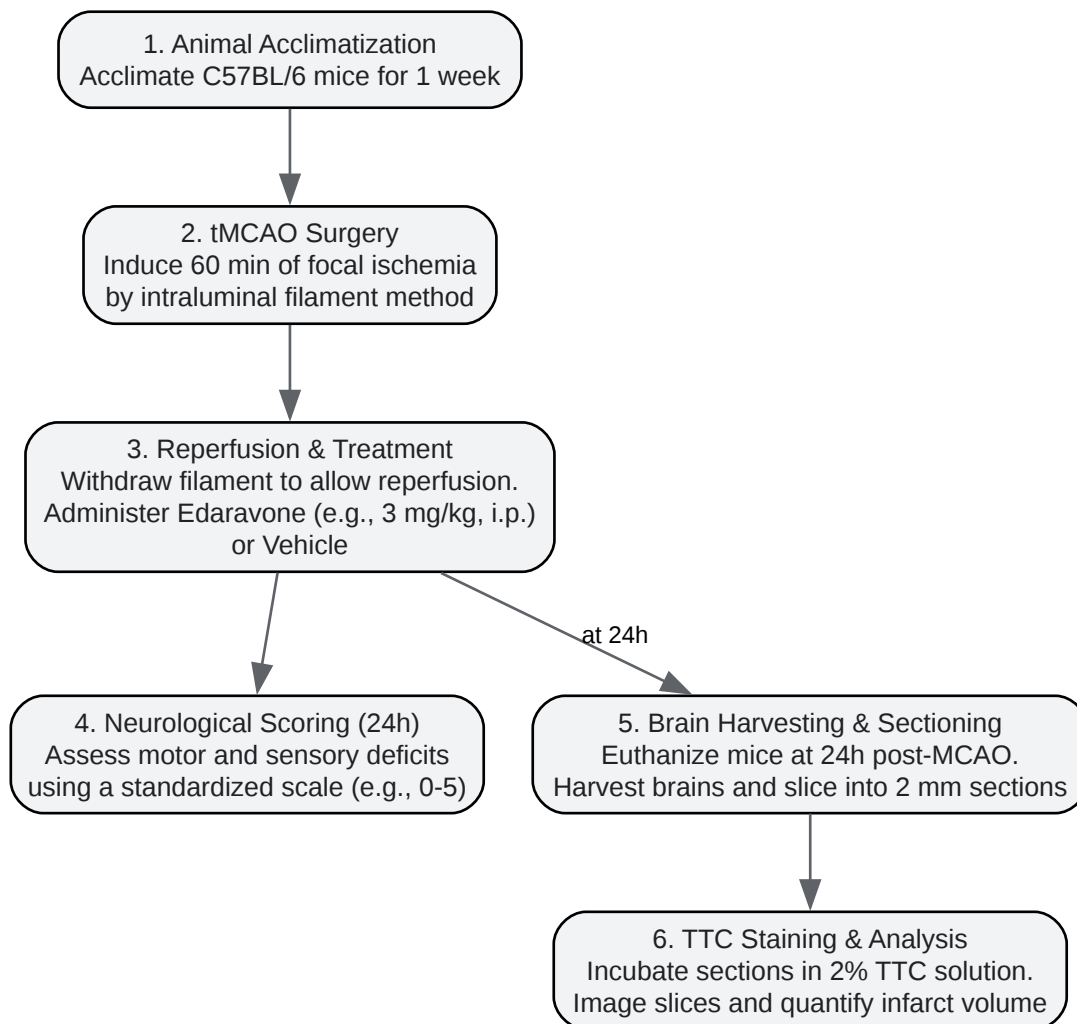 1. Animal Acclimatization
Acclimate C57BL/6 mice for 1 week
2. tMCAO Surgery
Induce 60 min of focal ischemia
by intraluminal filament method
3. Reperfusion & Treatment
Withdraw filament to allow reperfusion.
Administer Edaravone (e.g., 3 mg/kg, i.p.)
or Vehicle
at 24h
4. Neurological Scoring (24h)
Assess motor and sensory deficits
using a standardized scale (e.g., 0-5)
5. Brain Harvesting & Sectioning
Euthanize mice at 24h post-MCAO.
Harvest brains and slice into 2 mm sections
6. TTC Staining & Analysis
Incubate sections in 2% TTC solution.
Image slices and quantify infarct volume